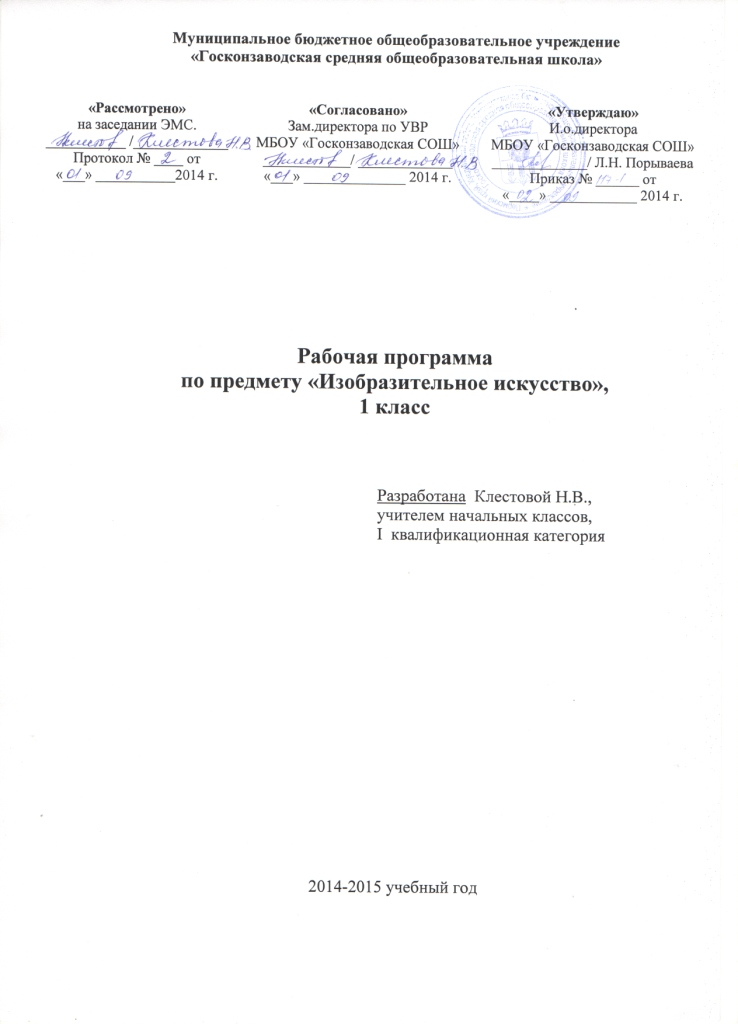 Муниципальное бюджетное общеобразовательное учреждение
«Госконзаводская средняя общеобразовательная школа»
«Рассмотрено»
на заседании ЭМС.
/ Клестова Н.В.
Протокол № 2 от
«01» 09 2014 г.
«Согласовано»
Зам.директора по УВР
МБОУ «Госконзаводская СОШ»
/ Клестова Н.В
«01» 09 2014 г.
«Утверждаю»
И.о.директора
МБОУ «Госконзаводская СОШ»
/ Л.Н. Порываева
Приказ № от
«02» 09 2014 г.
Рабочая программа
по предмету «Изобразительное искусство»,
1 класс
Разработана Клестовой Н.В.,
учителем начальных классов,
I квалификационная категория
2014-2015 учебный год